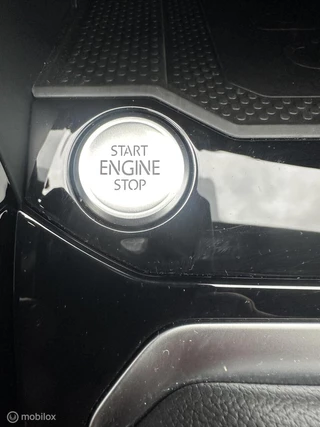 START
ENGINE
STOP
mobilox